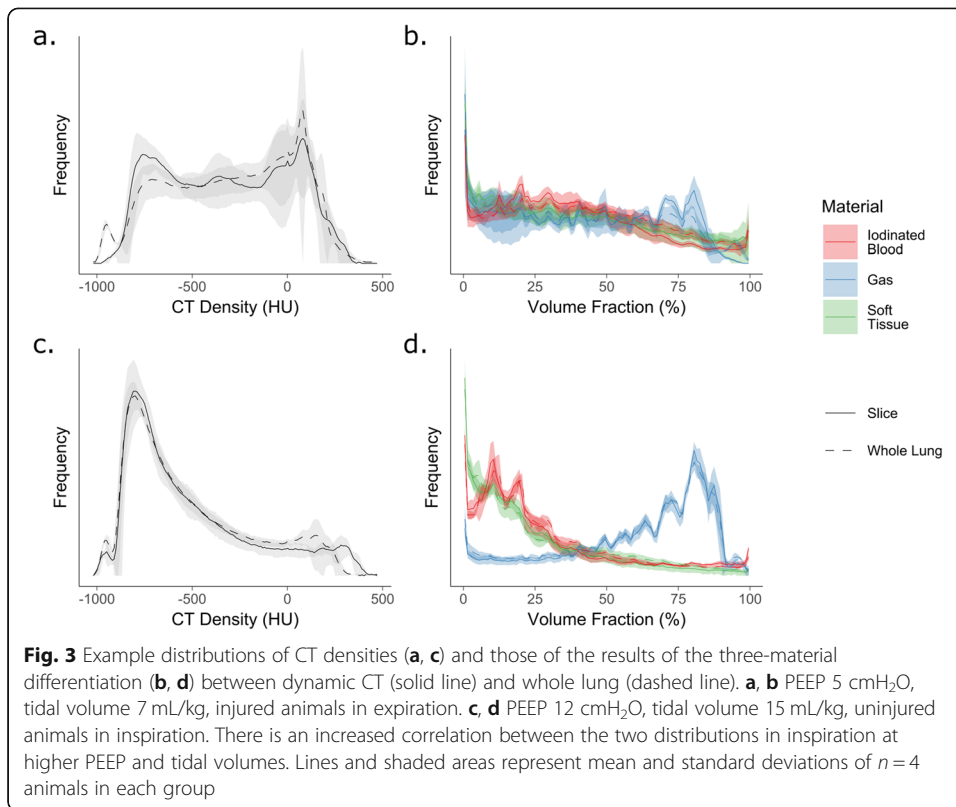 a.
b.
Frequency
Frequency
-1000
-500
0
500
CT Density (HU)
0
25
50
75
100
Volume Fraction (%)
Material
Iodinated
Blood
Gas
Soft
Tissue
c.
d.
Frequency
Frequency
-1000
-500
0
500
CT Density (HU)
0
25
50
75
100
Volume Fraction (%)
Slice
Whole Lung
Fig. 3 Example distributions of CT densities (a, c) and those of the results of the three-material
differentiation (b, d) between dynamic CT (solid line) and whole lung (dashed line). a, b PEEP 5 cmH₂O,
tidal volume 7 mL/kg, injured animals in expiration. c, d PEEP 12 cmH₂O, tidal volume 15 mL/kg, uninjured
animals in inspiration. There is an increased correlation between the two distributions in inspiration at
higher PEEP and tidal volumes. Lines and shaded areas represent mean and standard deviations of n = 4
animals in each group